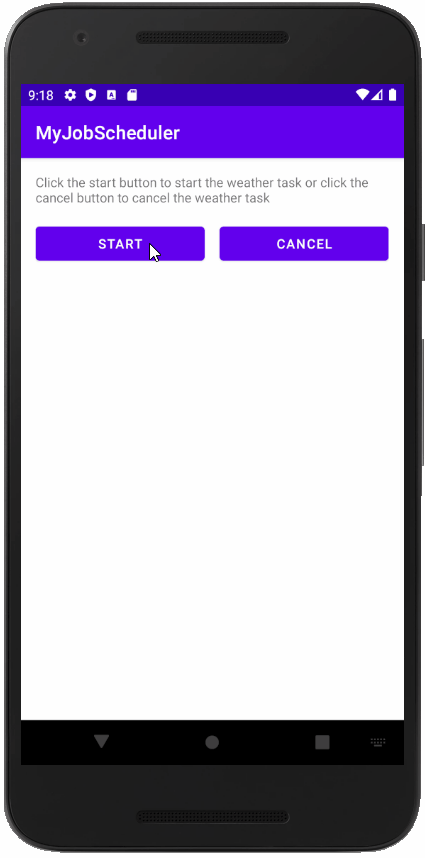 9:18
MyJobScheduler
Click the start button to start the weather task or click the
cancel button to cancel the weather task
START
CANCEL